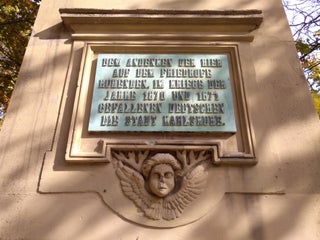 DEM ANDENKEN DER HIER
AUF DEM FRIEDHOFE
RUHENDEN, IM KRIEGE DER
JAHRE 1870 UND 1871
GEFALLENEN DEUTSCHEN
DIE STADT KARLSRUHE.